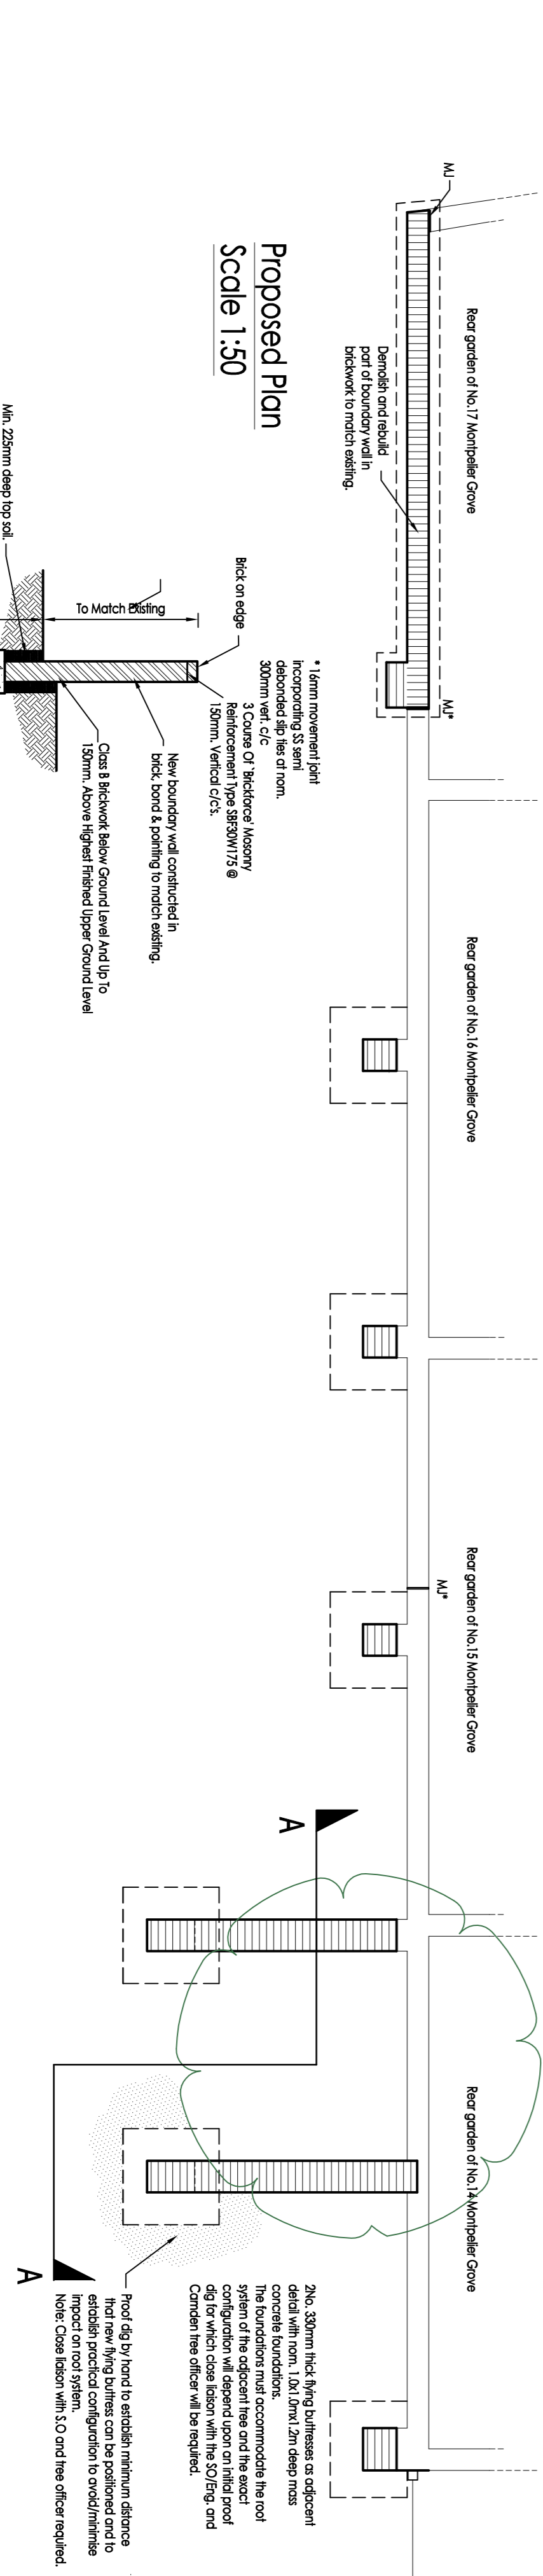 Rear garden of No.17 Montpelier Grove
Rear garden of No.16 Montpelier Grove
Rear garden of No.15 Montpelier Grove
Rear garden of No.14 Montpelier Grove
MJ
MJ*
MJ*
Demolish and rebuild
part of boundary wall in
brickwork to match existing.
Proposed Plan
Scale 1:50
* 16mm movement joint
incorporating SS semi
debonded slip ties at nom.
300mm vert. c/c
Brick on edge
3 Course Of 'Brickforce' Masonry
Reinforcement Type SBF30W175 @
150mm. Vertical c/c's.
To Match Existing
New boundary wall constructed in
brick, bond & pointing to match existing.
Class B Brickwork Below Ground Level And Up To
150mm. Above Highest Finished Upper Ground Level
Min. 225mm deep top soil.
A
A
2No. 330mm thick flying buttresses as adjacent
detail with nom. 1.0x1.0mx1.2m deep mass
concrete foundations.
The foundations must accommodate the root
system of the adjacent tree and the exact
configuration will depend upon an initial proof
dig for which close liaison with the SO/Eng. and
Camden tree officer will be required.
Proof dig by hand to establish minimum distance
that new flying buttress can be positioned and to
establish practical configuration to avoid/minimise
impact on root system.
Note: Close liaison with S.O and tree officer required.